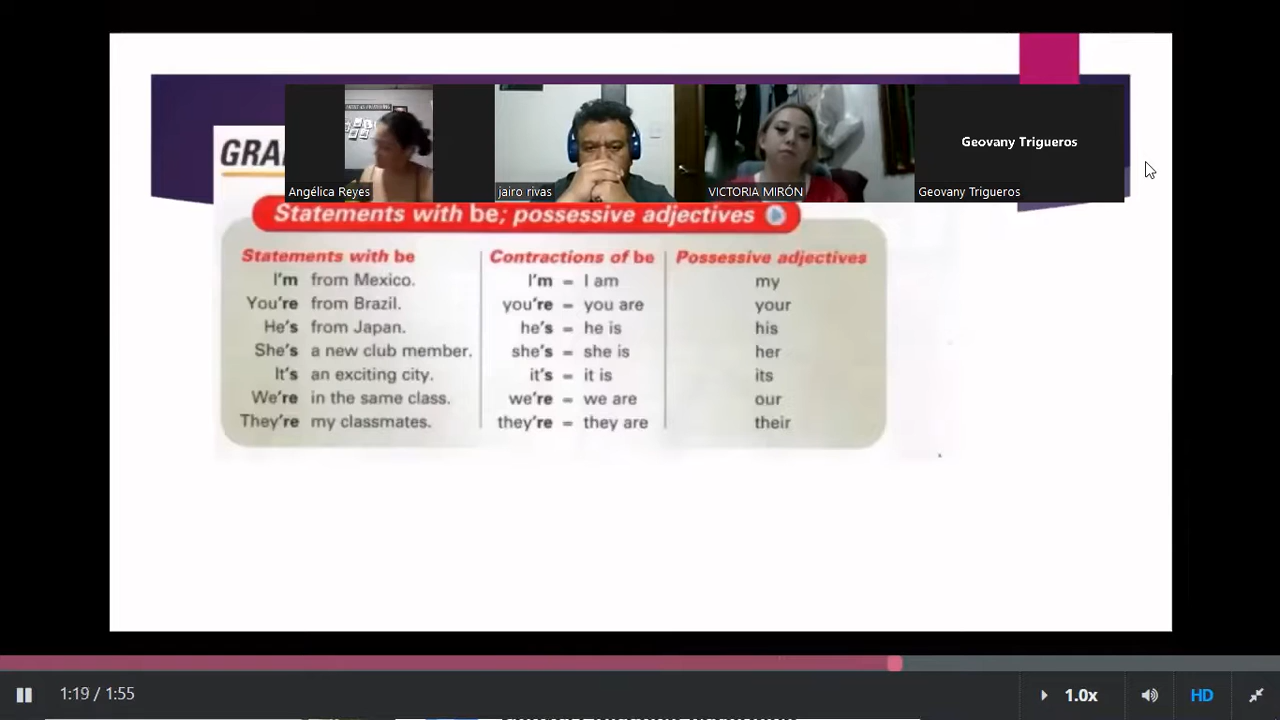 Geovany Trigueros
Angélica Reyes
jairo rivas
VICTORIA MIRÓN
Geovany Trigueros
GRA
Statements with be; possessive adjectives
Statements with be
I'm from Mexico.
You're from Brazil.
He's from Japan.
She's a new club member.
It's an exciting city.
We're in the same class.
They're my classmates.
Contractions of be
I'm = I am
you're = you are
he's = he is
she's = she is
it's = it is
we're = we are
they're = they are
Possessive adjectives
my
your
his
her
its
our
their
1:19 / 1:55
1.0x
HD